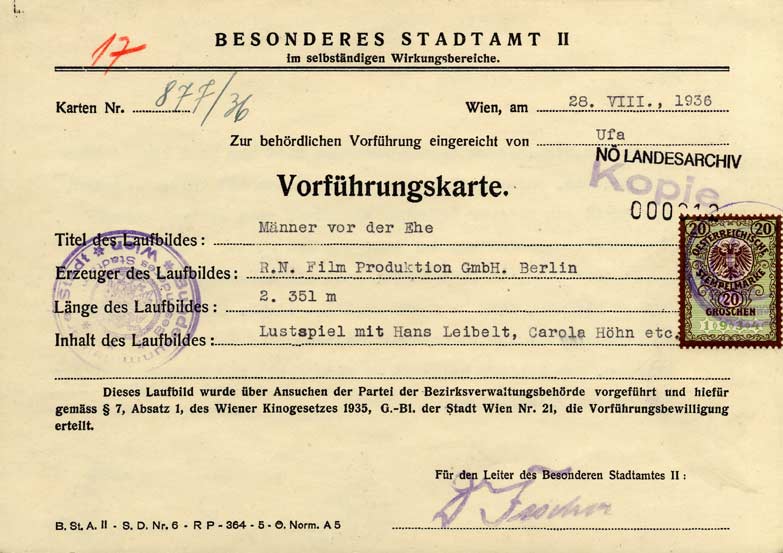 17
BESONDERES STADTAMT II
im selbständigen Wirkungsbereiche.
Karten Nr. 877/36
Wien, am 28. VIII., 1936
Zur behördlichen Vorführung eingereicht von Ufa
NÖ LANDESARCHIV
Kopie
Vorführungskarte.
Titel des Laufbildes: Männer vor der Ehe
Erzeuger des Laufbildes: R.N. Film Produktion GmbH. Berlin
Länge des Laufbildes: 2. 351 m
Inhalt des Laufbildes: Lustspiel mit Hans Leibelt, Carola Höhn etc.
20 20
OESTERREICHISCHE
STEMPELMARKE
20
GROSCHEN
Dieses Laufbild wurde über Ansuchen der Partei der Bezirksverwaltungsbehörde vorgeführt und hiefür
gemäss § 7, Absatz 1, des Wiener Kinogesetzes 1935, G.-Bl. der Stadt Wien Nr. 21, die Vorführungsbewilligung
erteilt.
Für den Leiter des Besonderen Stadtamtes II:
B. St. A. II - S. D. Nr. 6 - R P - 364 - 5 - Ö. Norm. A 5